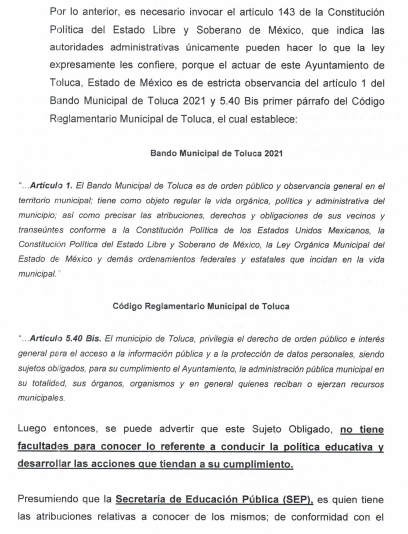 Por lo anterior, es necesario invocar el artículo 143 de la Constitución
Política del Estado Libre y Soberano de México, que indica las
autoridades administrativas únicamente pueden hacer lo que la ley
expresamente les confiere, porque el actuar de este Ayuntamiento de
Toluca, Estado de México es de estricta observancia del artículo 1 del
Bando Municipal de Toluca 2021 y 5.40 Bis primer párrafo del Código
Reglamentario Municipal de Toluca, el cual establece:
Bando Municipal de Toluca 2021
"...Artículo 1. El Bando Municipal de Toluca es de orden público y observancia general en el
territorio municipal; tiene como objeto regular la vida orgánica, política y administrativa del
municipio; así como precisar las atribuciones, derechos y obligaciones de sus vecinos y
transeúntes conforme a la Constitución Política de los Estados Unidos Mexicanos, la
Constitución Política del Estado Libre y Soberano de México, la Ley Orgánica Municipal del
Estado de México y demás ordenamientos federales y estatales que incidan en la vida
municipal."
Código Reglamentario Municipal de Toluca
"...Artículo 5.40 Bis. El municipio de Toluca, privilegia el derecho de orden público e interés
general para el acceso a la información pública y a la protección de datos personales, siendo
sujetos obligados, para su cumplimiento el Ayuntamiento, la administración pública municipal en
su totalidad, sus órganos, organismos y en general quienes reciban o ejerzan recursos
municipales.
Luego entonces, se puede advertir que este Sujeto Obligado, no tiene
facultades para conocer lo referente a conducir la política educativa y
desarrollar las acciones que tiendan a su cumplimiento.
Presumiendo que la Secretaría de Educación Pública (SEP), es quien tiene
las atribuciones relativas a conocer de los mismos; de conformidad con el